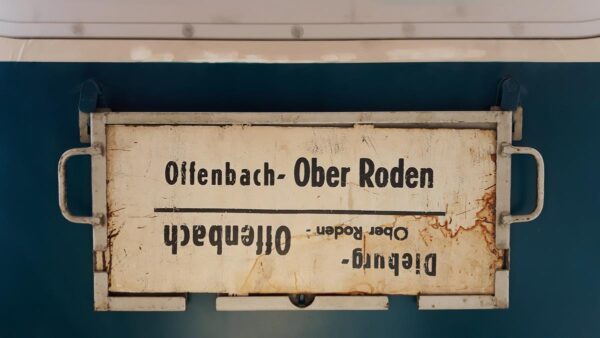 Offenbach- Ober Roden
Dieburg-
Ober Roden -
Offenbach